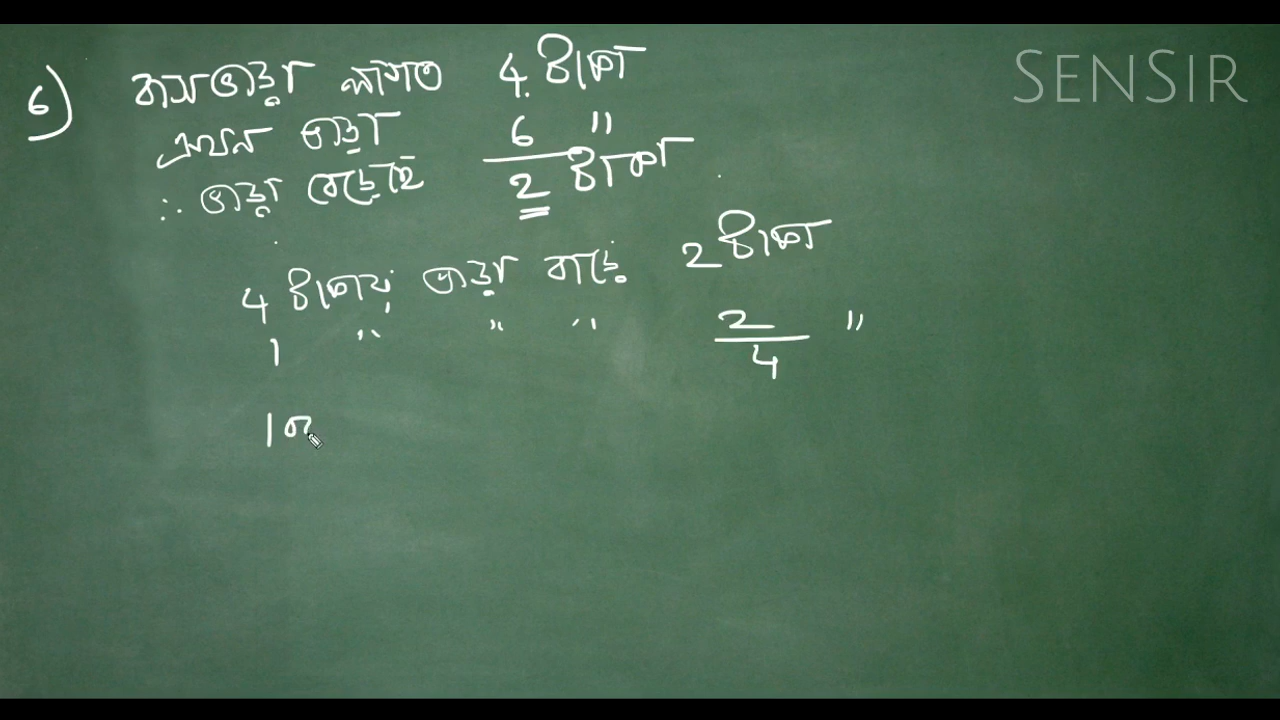 SENSIR
6) বাসভাড়া লাগত 4 টাকা
এখন ভাড়া 6 "
∴ ভাড়া বেড়েছে 2 টাকা
4 টাকায় ভাড়া বাড়ে 2 টাকা
1 " " " 2/4 "
10